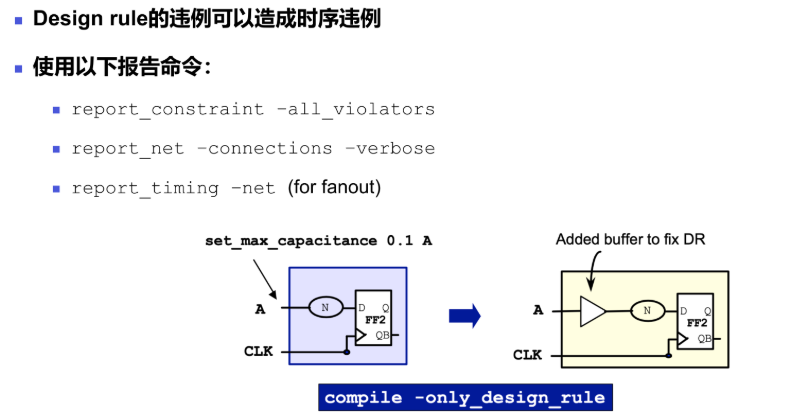 Design rule的违例可以造成时序违例
使用以下报告命令：
report_constraint –all_violators
report_net –connections –verbose
report_timing –net (for fanout)
set_max_capacitance 0.1 A
Added buffer to fix DR
A
N
D Q
FF2
QB
CLK
A
N
D Q
FF2
QB
CLK
compile -only_design_rule